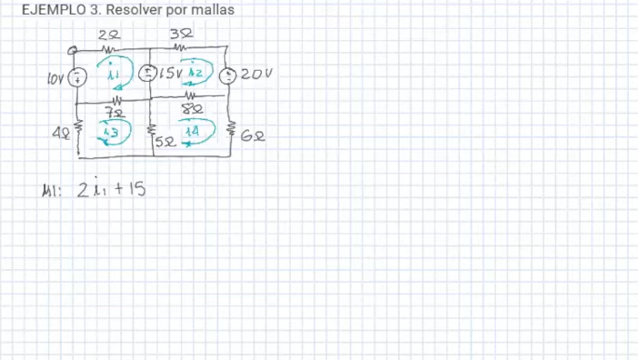 EJEMPLO 3. Resolver por mallas
2Ω 3Ω
10V i1 15V i2 20V
7Ω 8Ω
4Ω i3 5Ω i4 6Ω
M1: 2i₁ + 15